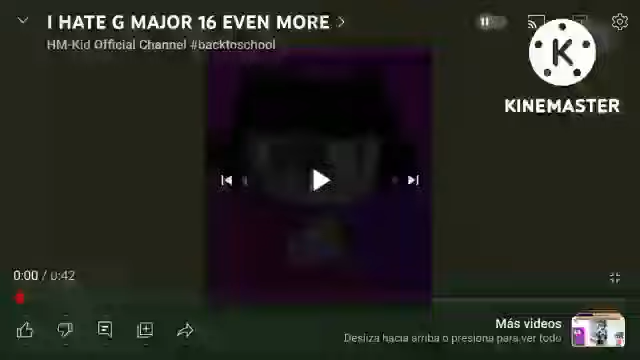 I HATE G MAJOR 16 EVEN MORE
HM-Kid Official Channel #backtoschool
K
KINEMASTER
0:00 / 0:42
Más videos
Desliza hacia arriba o presiona para ver todo